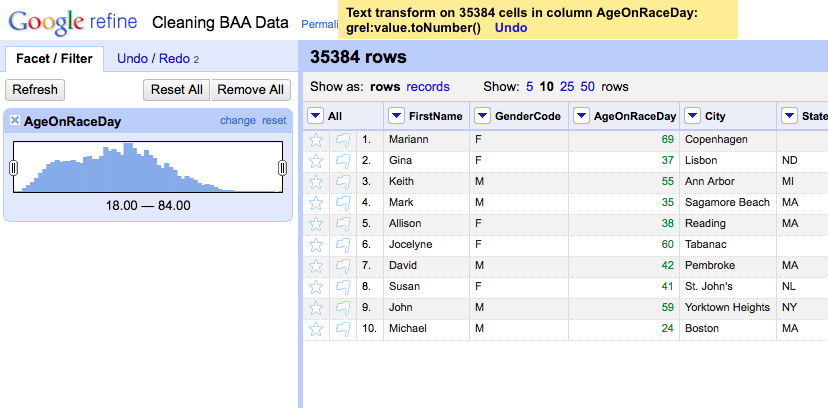 Google refine Cleaning BAA Data Permali
Text transform on 35384 cells in column AgeOnRaceDay:
grel:value.toNumber() Undo
Facet / Filter Undo / Redo 2
Refresh Reset All Remove All
AgeOnRaceDay change reset
18.00 — 84.00
35384 rows
Show as: rows records Show: 5 10 25 50 rows
All FirstName GenderCode AgeOnRaceDay City State
1. Mariann F 69 Copenhagen
2. Gina F 37 Lisbon ND
3. Keith M 55 Ann Arbor MI
4. Mark M 35 Sagamore Beach MA
5. Allison F 38 Reading MA
6. Jocelyne F 60 Tabanac
7. David M 42 Pembroke MA
8. Susan F 41 St. John's NL
9. John M 59 Yorktown Heights NY
10. Michael M 24 Boston MA